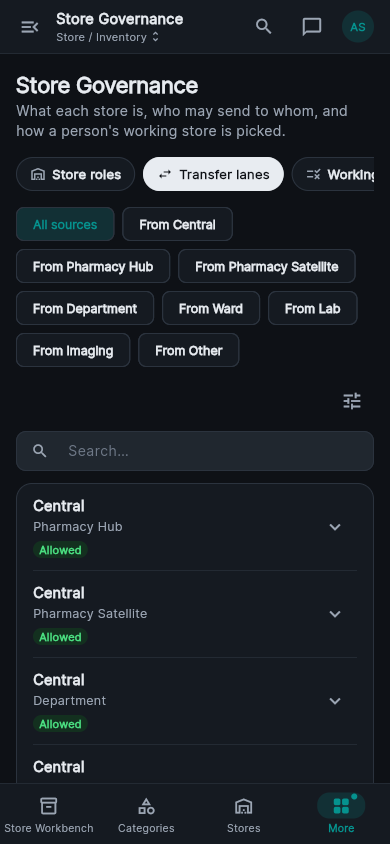 Store Governance
Store / Inventory
AS
Store Governance
What each store is, who may send to whom, and
how a person's working store is picked.
Store roles
Transfer lanes
Working
All sources
From Central
From Pharmacy Hub
From Pharmacy Satellite
From Department
From Ward
From Lab
From Imaging
From Other
Search...
Central
Pharmacy Hub
Allowed
Central
Pharmacy Satellite
Allowed
Central
Department
Allowed
Central
Store Workbench
Categories
Stores
More